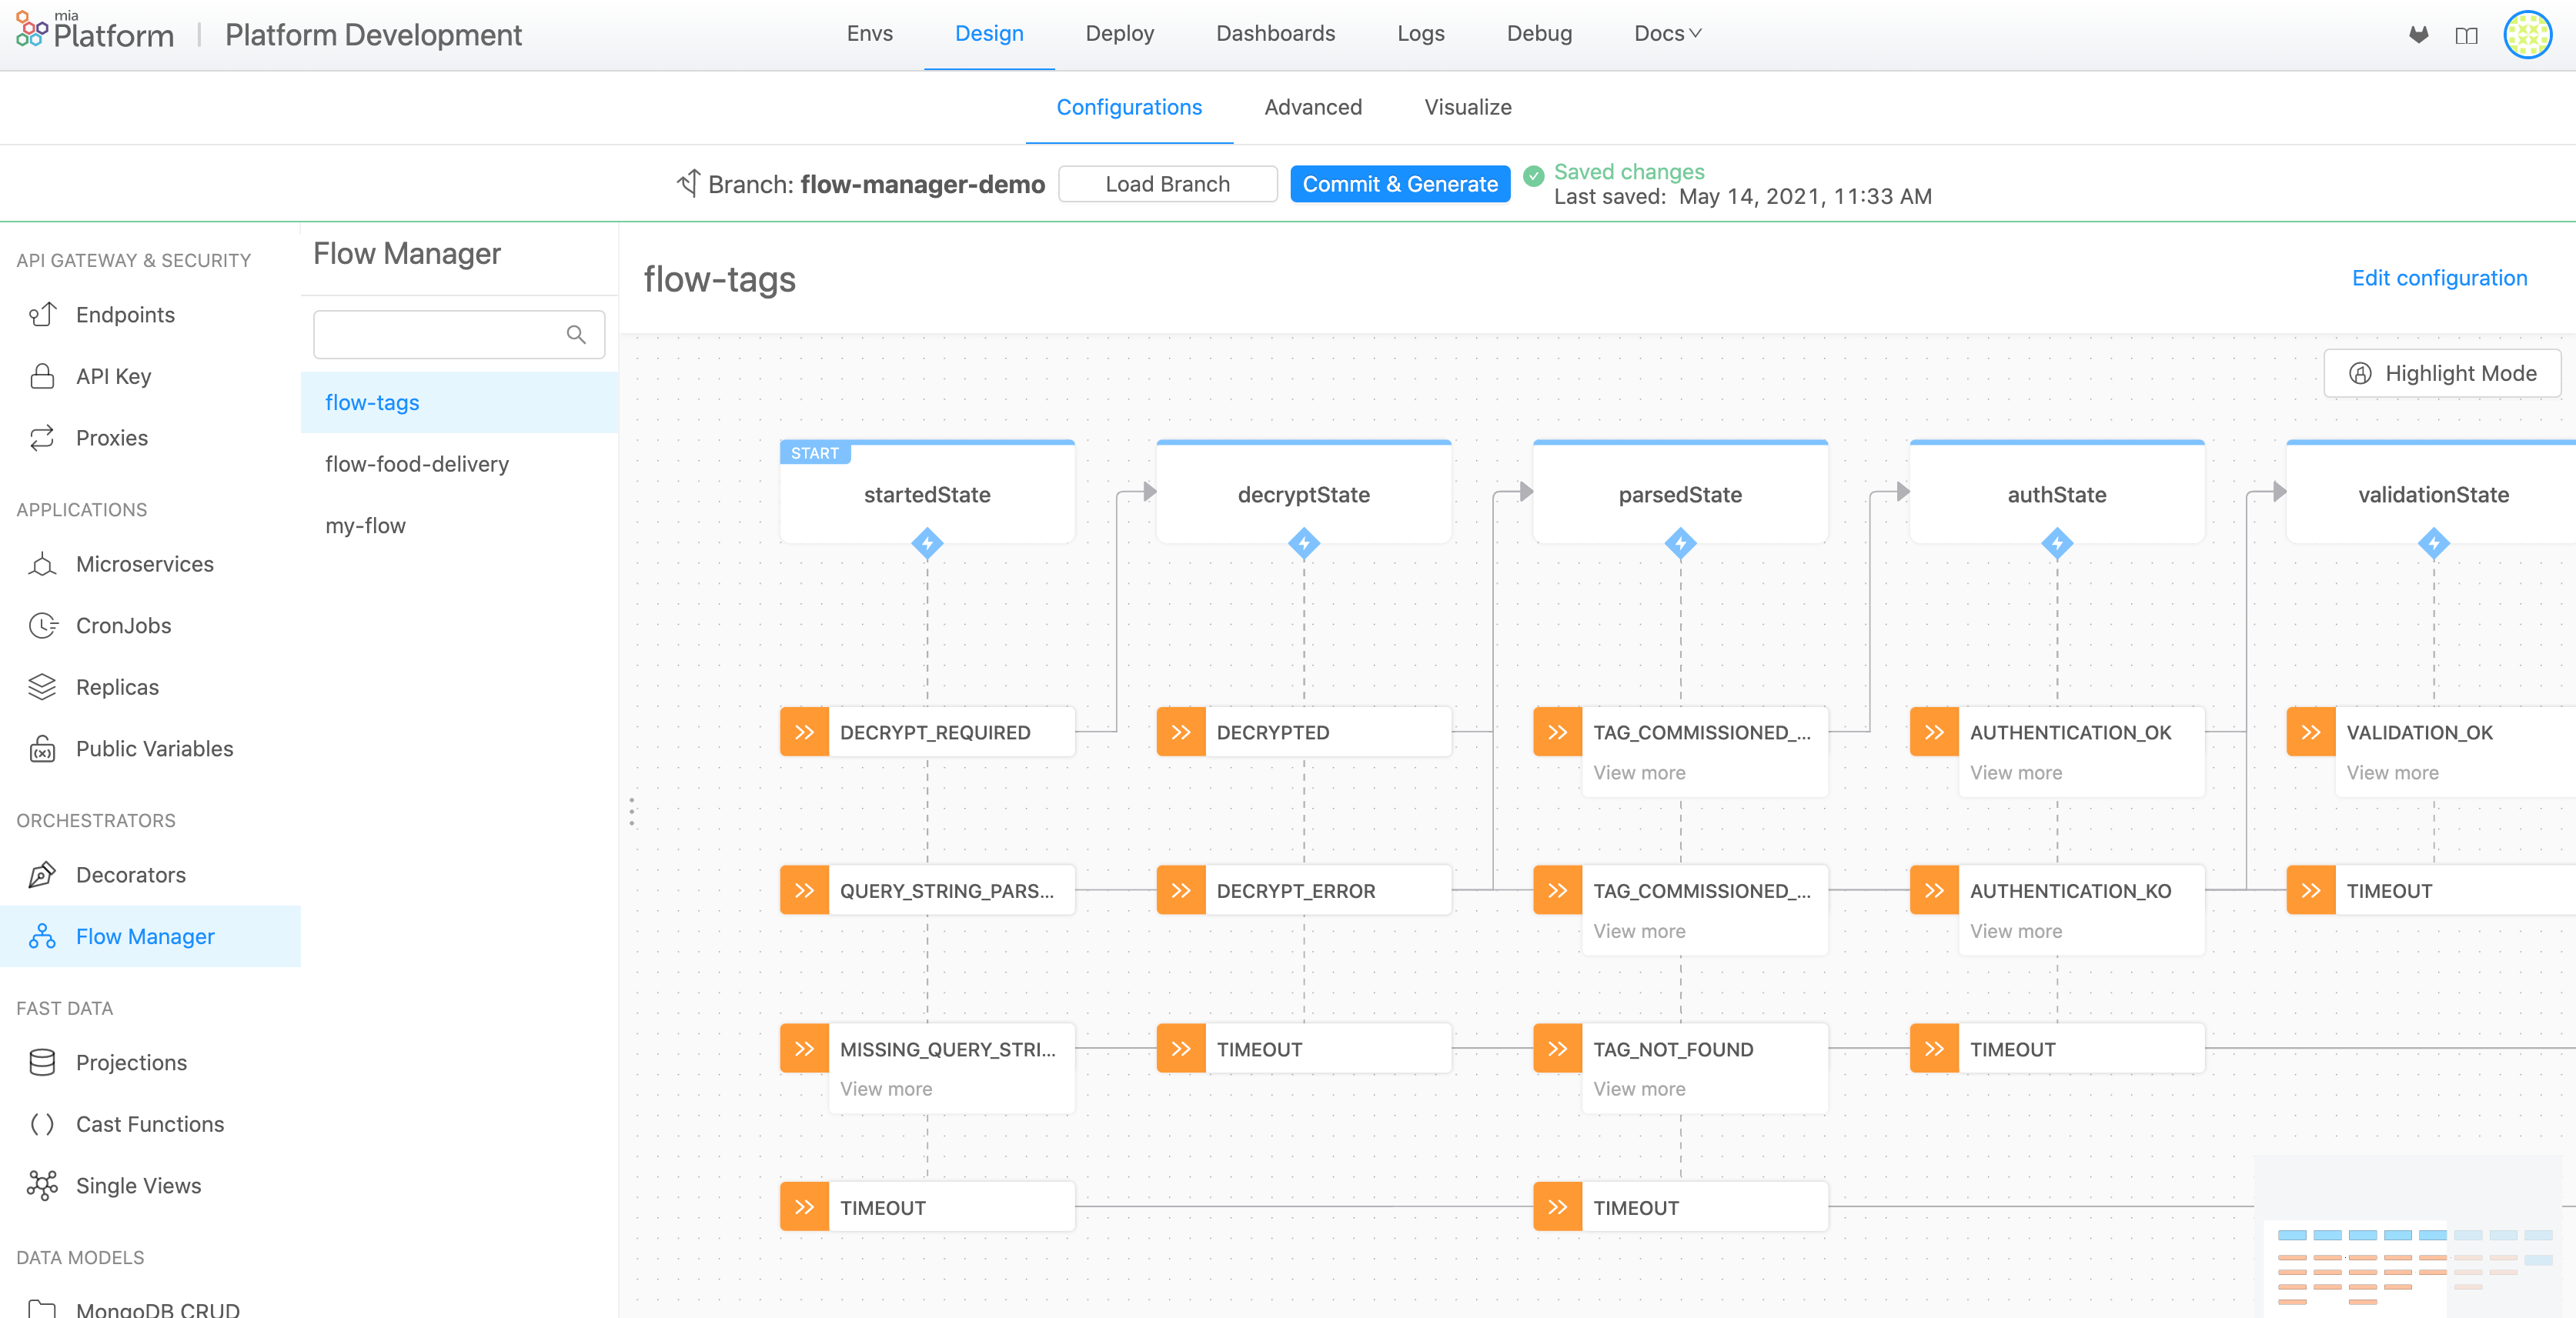 mia
Platform
Platform Development
Envs
Design
Deploy
Dashboards
Logs
Debug
Docs
Configurations
Advanced
Visualize
Branch: flow-manager-demo
Load Branch
Commit & Generate
Saved changes
Last saved: May 14, 2021, 11:33 AM
API GATEWAY & SECURITY
Endpoints
API Key
Proxies
APPLICATIONS
Microservices
CronJobs
Replicas
Public Variables
ORCHESTRATORS
Decorators
Flow Manager
FAST DATA
Projections
Cast Functions
Single Views
DATA MODELS
MongoDB CRUD
Flow Manager
flow-tags
flow-food-delivery
my-flow
flow-tags
Edit configuration
Highlight Mode
START
startedState
decryptState
parsedState
authState
validationState
DECRYPT_REQUIRED
DECRYPTED
TAG_COMMISSIONED_...
View more
AUTHENTICATION_OK
View more
VALIDATION_OK
View more
QUERY_STRING_PARS...
DECRYPT_ERROR
TAG_COMMISSIONED_...
View more
AUTHENTICATION_KO
View more
TIMEOUT
MISSING_QUERY_STRI...
View more
TIMEOUT
TAG_NOT_FOUND
View more
TIMEOUT
TIMEOUT
TIMEOUT